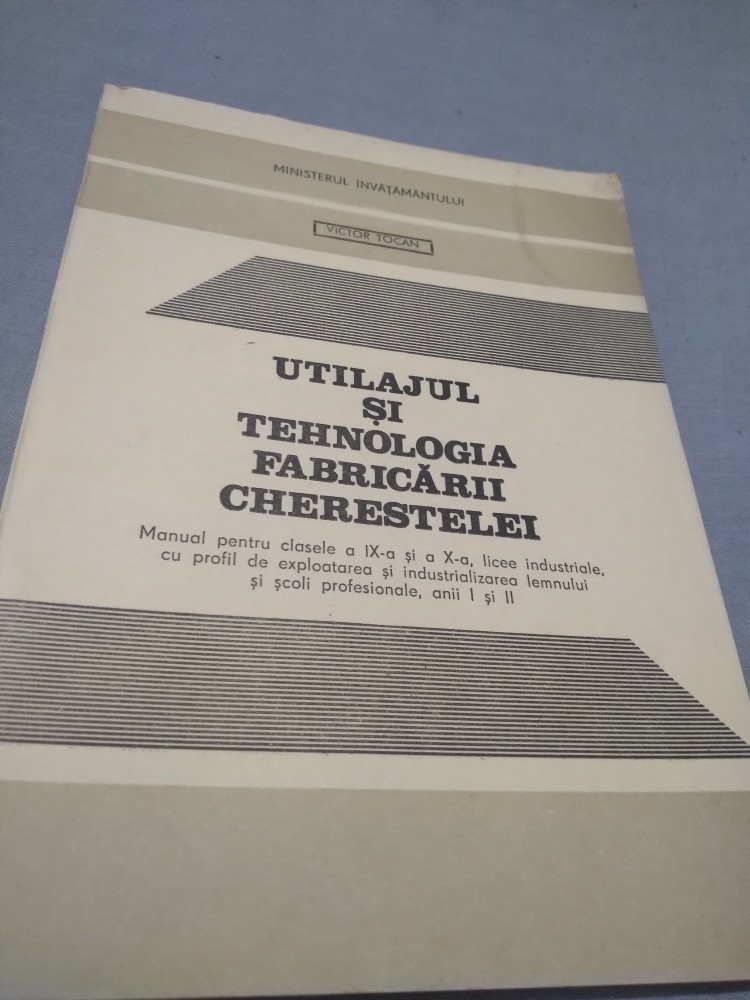 MINISTERUL ÎNVĂȚĂMÂNTULUI
VICTOR TOCAN
UTILAJUL
ȘI
TEHNOLOGIA
FABRICĂRII
CHERESTELEI
Manual pentru clasele a IX-a și a X-a, licee industriale,
cu profil de exploatarea și industrializarea lemnului
și școli profesionale, anii I și II